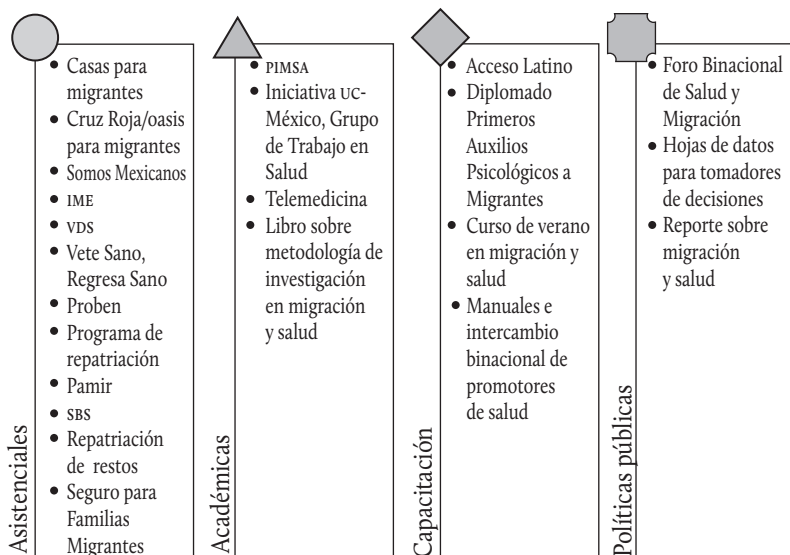 Asistenciales
• Casas para
migrantes
• Cruz Roja/oasis
para migrantes
• Somos Mexicanos
• IME
• VDS
• Vete Sano,
Regresa Sano
• Proben
• Programa de
repatriación
• Pamir
• SBS
• Repatriación
de restos
• Seguro para
Familias
Migrantes
Académicas
• PIMSA
• Iniciativa UC-
México, Grupo
de Trabajo en
Salud
• Telemedicina
• Libro sobre
metodología de
investigación
en migración
y salud
Capacitación
• Acceso Latino
• Diplomado
Primeros
Auxilios
Psicológicos a
Migrantes
• Curso de verano
en migración y
salud
• Manuales e
intercambio
binacional de
promotores
de salud
Políticas públicas
• Foro Binacional
de Salud y
Migración
• Hojas de datos
para tomadores
de decisiones
• Reporte sobre
migración
y salud